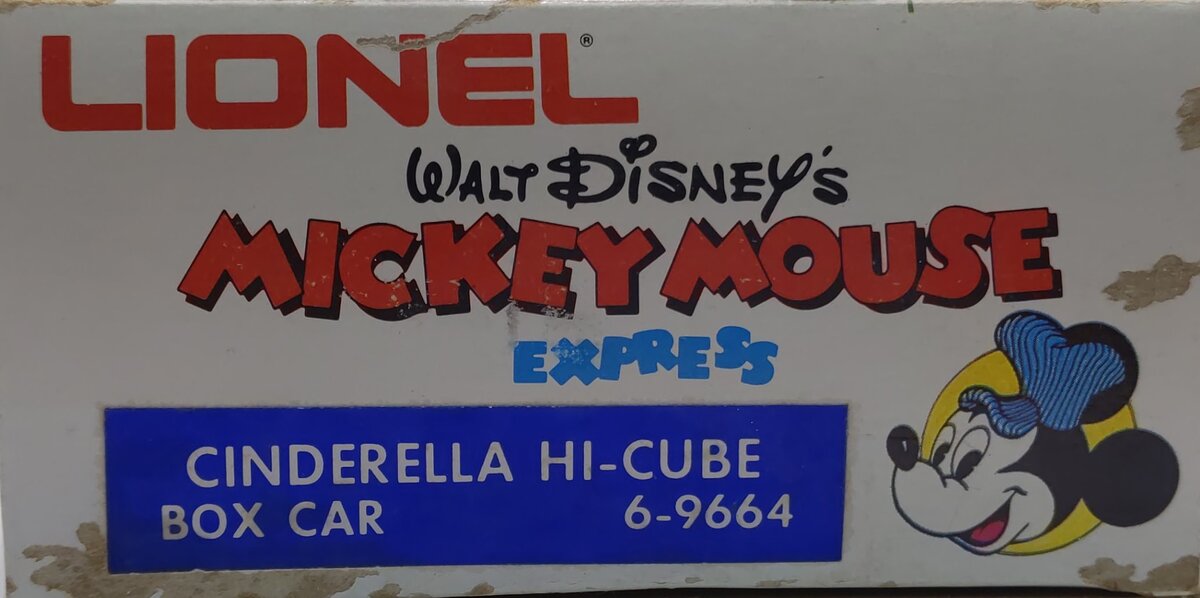 LIONEL®
WALT DISNEY'S
MICKEY MOUSE
EXPRESS
CINDERELLA HI-CUBE
BOX CAR 6-9664